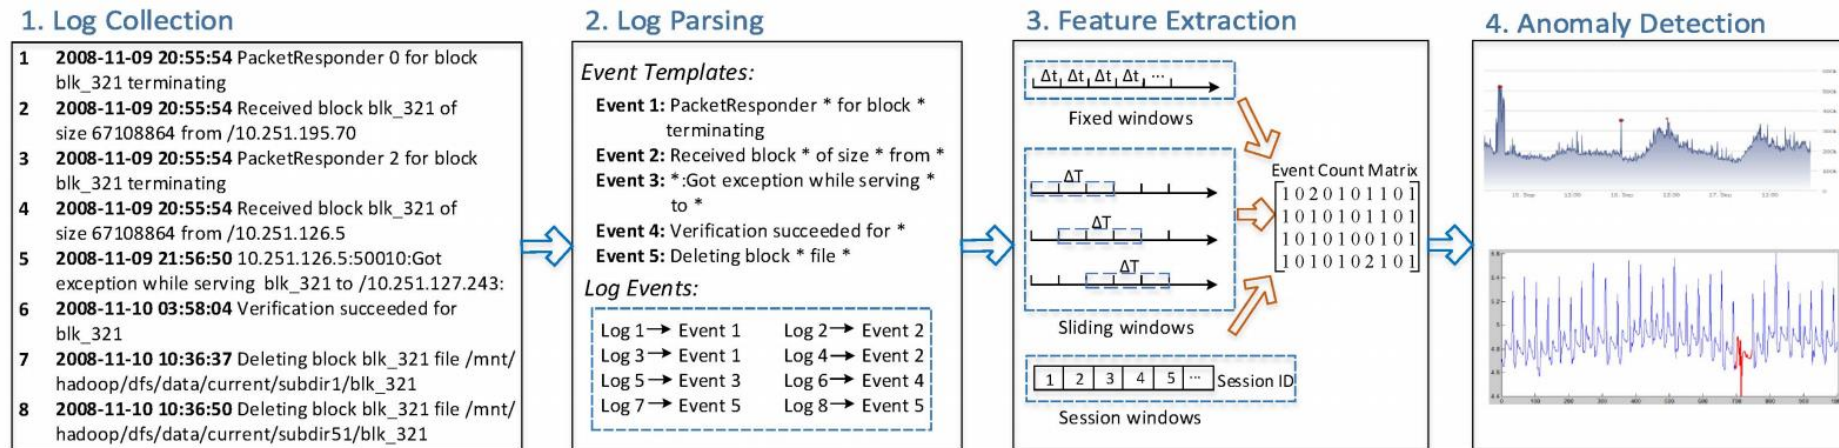 1. Log Collection
1 2008-11-09 20:55:54 PacketResponder 0 for block
blk_321 terminating
2 2008-11-09 20:55:54 Received block blk_321 of
size 67108864 from /10.251.195.70
3 2008-11-09 20:55:54 PacketResponder 2 for block
blk_321 terminating
4 2008-11-09 20:55:54 Received block blk_321 of
size 67108864 from /10.251.126.5
5 2008-11-09 21:56:50 10.251.126.5:50010:Got
exception while serving blk_321 to /10.251.127.243:
6 2008-11-10 03:58:04 Verification succeeded for
blk_321
7 2008-11-10 10:36:37 Deleting block blk_321 file /mnt/
hadoop/dfs/data/current/subdir1/blk_321
8 2008-11-10 10:36:50 Deleting block blk_321 file /mnt/
hadoop/dfs/data/current/subdir51/blk_321
2. Log Parsing
Event Templates:
Event 1: PacketResponder * for block *
terminating
Event 2: Received block * of size * from *
Event 3: *:Got exception while serving *
to *
Event 4: Verification succeeded for *
Event 5: Deleting block * file *
Log Events:
Log 1→ Event 1 Log 2→ Event 2
Log 3→ Event 1 Log 4→ Event 2
Log 5→ Event 3 Log 6→ Event 4
Log 7→ Event 5 Log 8→ Event 5
3. Feature Extraction
Δt Δt Δt Δt ...
Fixed windows
ΔT
ΔT
ΔT
Sliding windows
1 2 3 4 5 ... Session ID
Session windows
Event Count Matrix
1 0 2 0 1 0 1 1 0 1
1 0 1 0 1 0 1 1 0 1
1 0 1 0 1 0 0 1 0 1
1 0 1 0 1 0 2 1 0 1
4. Anomaly Detection